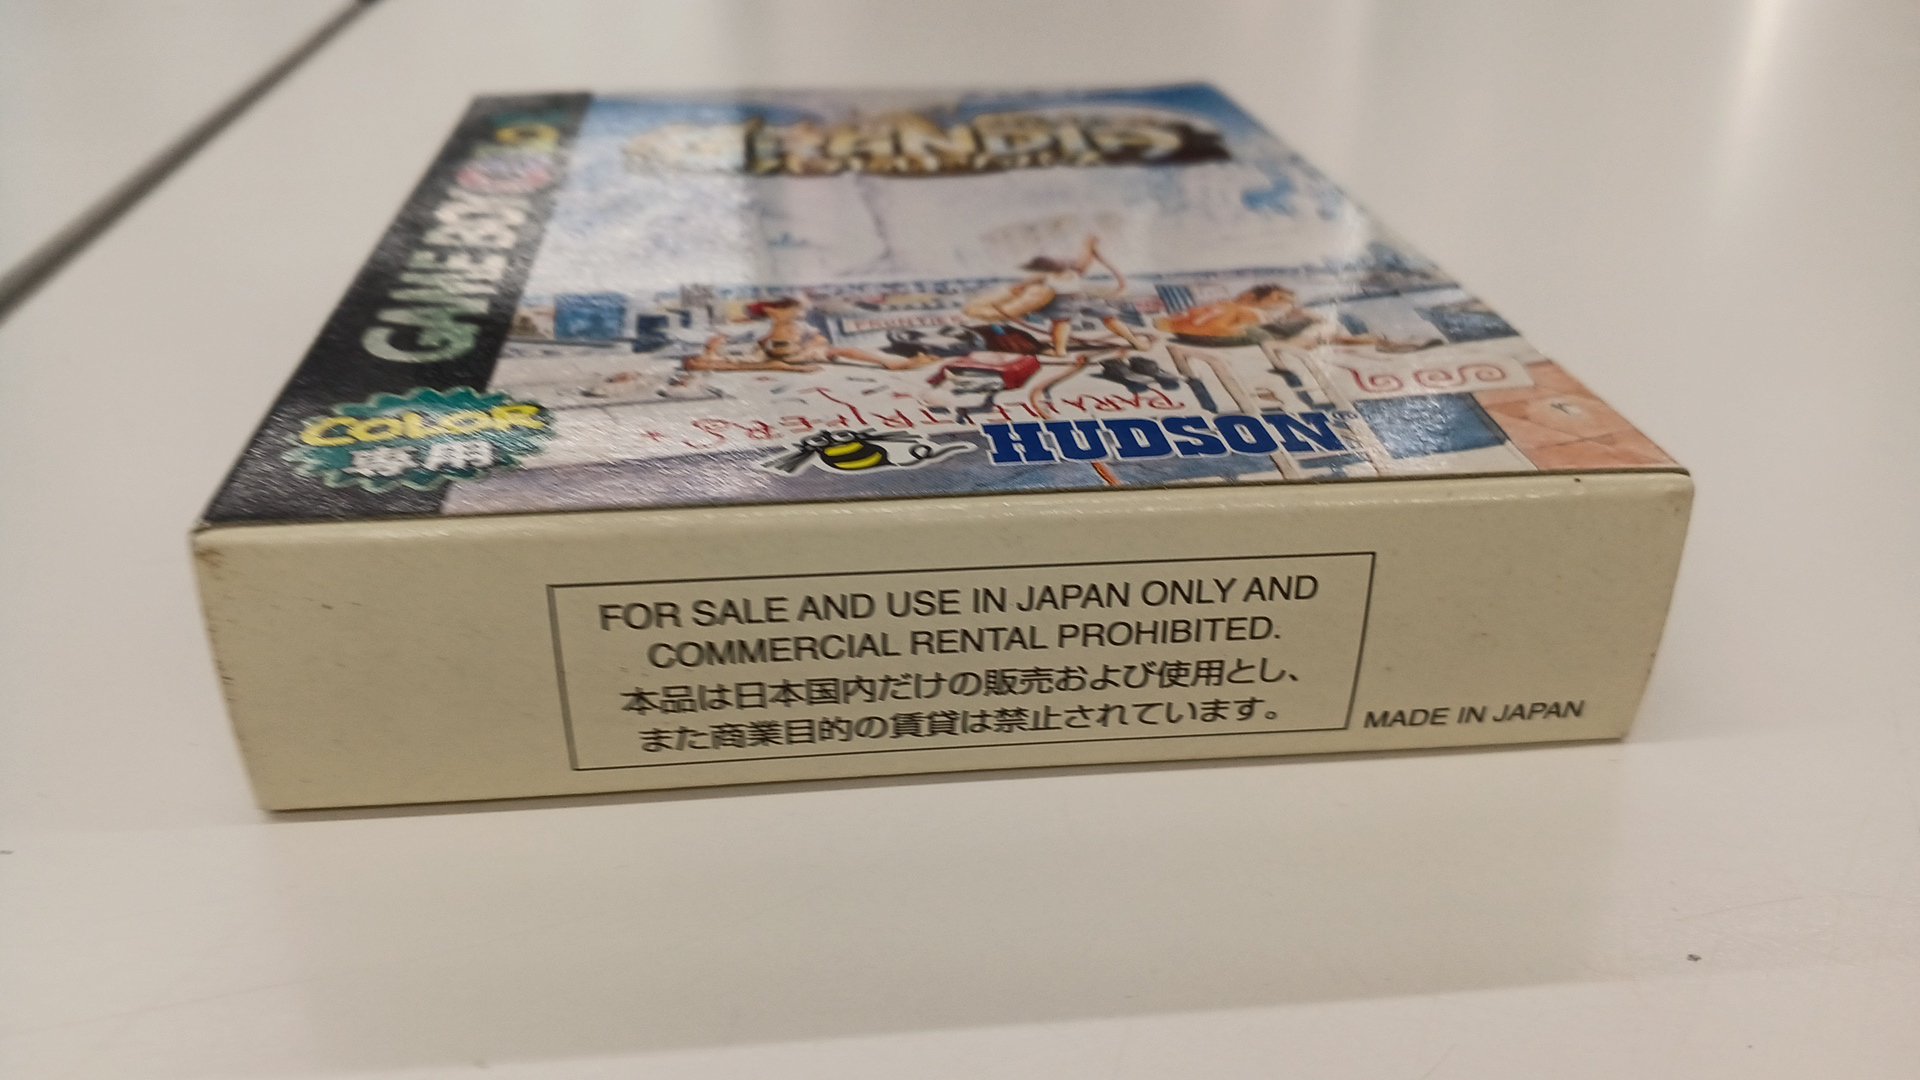 GRANDIA
GAME BOY COLOR
COLOR
専用
HUDSON
FOR SALE AND USE IN JAPAN ONLY AND
COMMERCIAL RENTAL PROHIBITED.
本品は日本国内だけの販売および使用とし、
また商業目的の賃貸は禁止されています。
MADE IN JAPAN